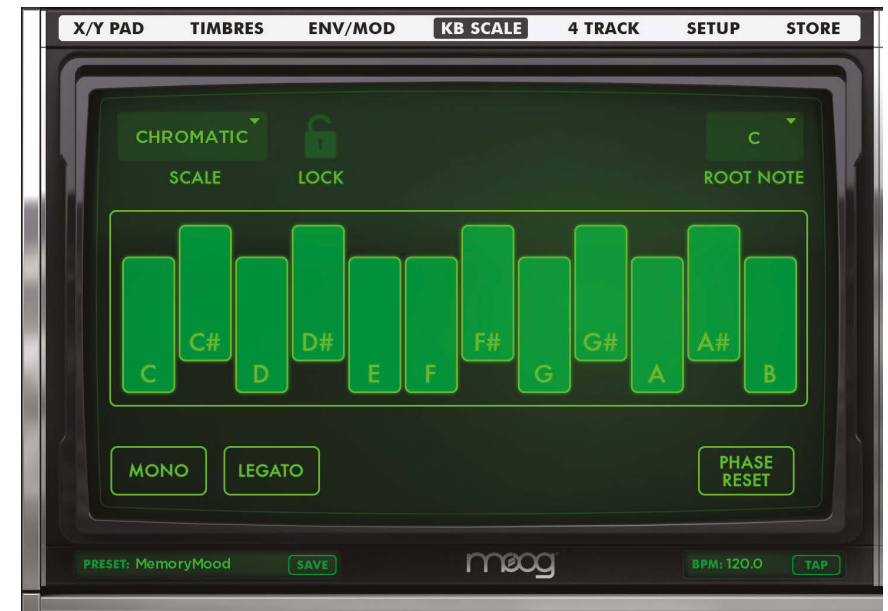 X/Y PAD TIMBRES ENV/MOD KB SCALE 4 TRACK SETUP STORE
CHROMATIC C
SCALE LOCK ROOT NOTE
C# D# F# G# A#
C D E F G A B
MONO LEGATO PHASE
RESET
PRESET: MemoryMood SAVE moog BPM: 120.0 TAP